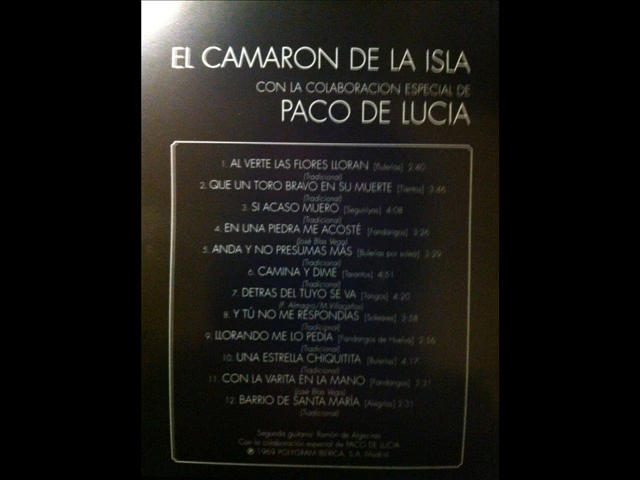 EL CAMARON DE LA ISLA
CON LA COLABORACION ESPECIAL DE
PACO DE LUCIA
1. AL VERTE LAS FLORES LLORAN [Bulerías] 2:40
(Tradicional)
2. QUE UN TORO BRAVO EN SU MUERTE [Tientos] 3:46
(Tradicional)
3. SI ACASO MUERO [Seguiriyas] 4:08
(Tradicional)
4. EN UNA PIEDRA ME ACOSTÉ [Fandangos] 3:26
(José Blas Vega)
5. ANDA Y NO PRESUMAS MÁS [Bulerías por soleá] 3:29
(Tradicional)
6. CAMINA Y DIME [Tarantos] 4:51
(Tradicional)
7. DETRAS DEL TUYO SE VA [Tangos] 4:20
(F. Almagro/M.Villacañas)
8. Y TÚ NO ME RESPONDÍAS [Soleares] 3:58
(Tradicional)
9. LLORANDO ME LO PEDÍA [Fandangos de Huelva] 2:56
(Tradicional)
10. UNA ESTRELLA CHIQUITITA [Bulerías] 4:17
(Tradicional)
11. CON LA VARITA EN LA MANO [Fandangos] 3:31
(José Blas Vega)
12. BARRIO DE SANTA MARÍA [Alegrías] 2:31
(Tradicional)
Segunda guitarra: Ramón de Algeciras
Con la colaboración especial de PACO DE LUCIA
℗ 1969 POLYGRAM IBERICA, S.A. Madrid